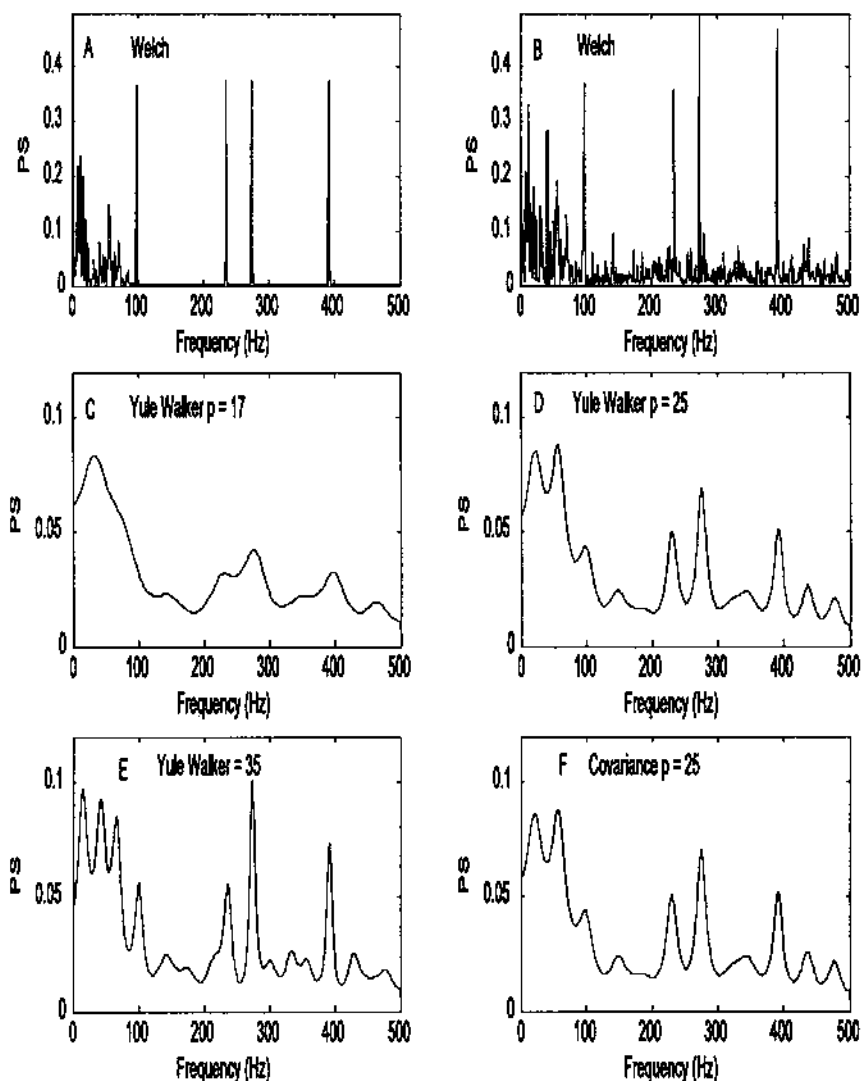 A Welch
0.4
0.3
0.2
0.1
0
PS
0 100 200 300 400 500
Frequency (Hz)
B Welch
0.4
0.3
0.2
0.1
0
PS
0 100 200 300 400 500
Frequency (Hz)
C Yule Walker p = 17
0.1
0.05
0
PS
0 100 200 300 400 500
Frequency (Hz)
D Yule Walker p = 25
0.1
0.05
0
PS
0 100 200 300 400 500
Frequency (Hz)
E Yule Walker = 35
0.1
0.05
0
PS
0 100 200 300 400 500
Frequency (Hz)
F Covariance p = 25
0.1
0.05
0
PS
0 100 200 300 400 500
Frequency (Hz)